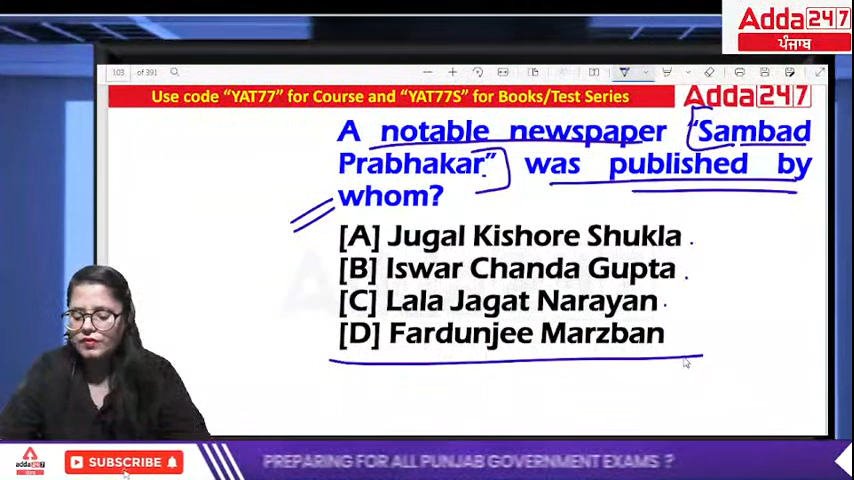 Adda247
ਪੰਜਾਬ
103 of 391
Use code "YAT77" for Course and "YAT77S" for Books/Test Series
Adda247
A notable newspaper "Sambad
Prabhakar" was published by
whom?
[A] Jugal Kishore Shukla
[B] Iswar Chanda Gupta
[C] Lala Jagat Narayan
[D] Fardunjee Marzban
Adda247
SUBSCRIBE
PREPARING FOR ALL PUNJAB GOVERNMENT EXAMS ?